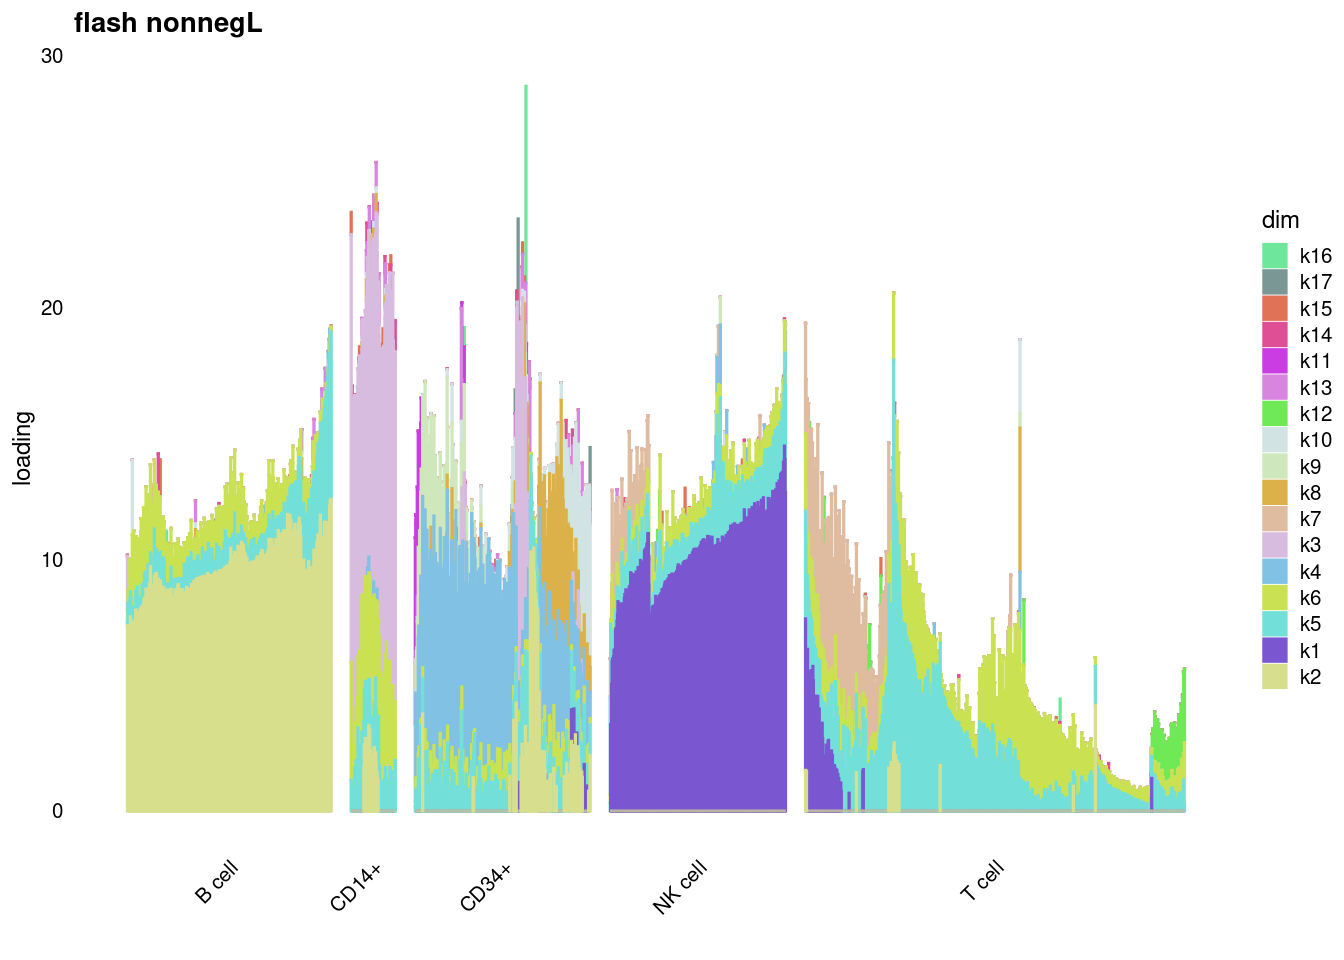 flash nonnegL
30
20
10
0
loading
B cell
CD14+
CD34+
NK cell
T cell
dim
k16
k17
k15
k14
k11
k13
k12
k10
k9
k8
k7
k3
k4
k6
k5
k1
k2